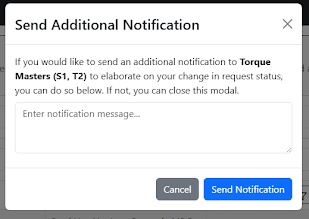 Send Additional Notification
If you would like to send an additional notification to Torque
Masters (S1, T2) to elaborate on your change in request status,
you can do so below. If not, you can close this modal.
Enter notification message...
Cancel Send Notification